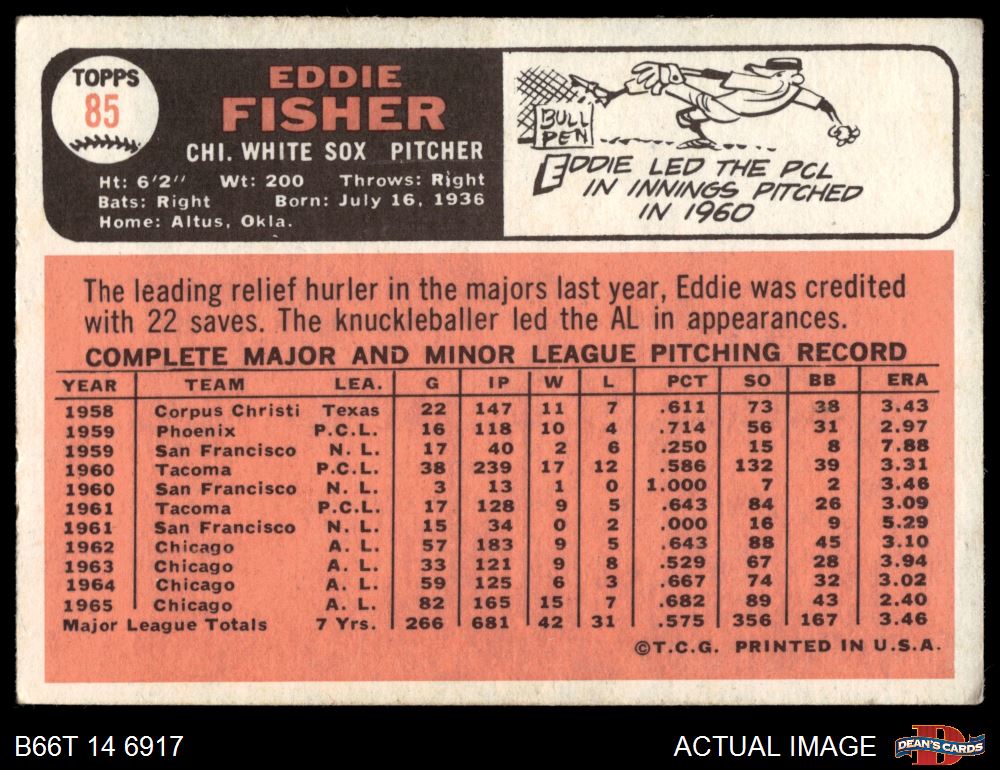 TOPPS
85
EDDIE
FISHER
CHI. WHITE SOX PITCHER
Ht: 6'2" Wt: 200 Throws: Right
Bats: Right Born: July 16, 1936
Home: Altus, Okla.
BULL
PEN
EDDIE LED THE PCL
IN INNINGS PITCHED
IN 1960
The leading relief hurler in the majors last year, Eddie was credited
with 22 saves. The knuckleballer led the AL in appearances.
COMPLETE MAJOR AND MINOR LEAGUE PITCHING RECORD
YEAR TEAM LEA. G IP W L PCT SO BB ERA
1958 Corpus Christi Texas 22 147 11 7 .611 73 38 3.43
1959 Phoenix P.C.L. 16 118 10 4 .714 56 31 2.97
1959 San Francisco N. L. 17 40 2 6 .250 15 8 7.88
1960 Tacoma P.C.L. 38 239 17 12 .586 132 39 3.31
1960 San Francisco N. L. 3 13 1 0 1.000 7 2 3.46
1961 Tacoma P.C.L. 17 128 9 5 .643 84 26 3.09
1961 San Francisco N. L. 15 34 0 2 .000 16 9 5.29
1962 Chicago A. L. 57 183 9 5 .643 88 45 3.10
1963 Chicago A. L. 33 121 9 8 .529 67 28 3.94
1964 Chicago A. L. 59 125 6 3 .667 74 32 3.02
1965 Chicago A. L. 82 165 15 7 .682 89 43 2.40
Major League Totals 7 Yrs. 266 681 42 31 .575 356 167 3.46
©T.C.G. PRINTED IN U.S.A.
B66T 14 6917
ACTUAL IMAGE
D
DEAN'S CARDS